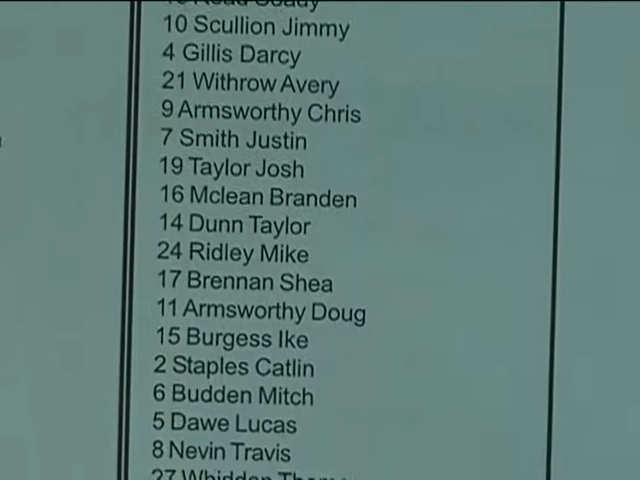 10 Scullion Jimmy
4 Gillis Darcy
21 Withrow Avery
9 Armsworthy Chris
7 Smith Justin
19 Taylor Josh
16 Mclean Branden
14 Dunn Taylor
24 Ridley Mike
17 Brennan Shea
11 Armsworthy Doug
15 Burgess Ike
2 Staples Catlin
6 Budden Mitch
5 Dawe Lucas
8 Nevin Travis
27 Whidden